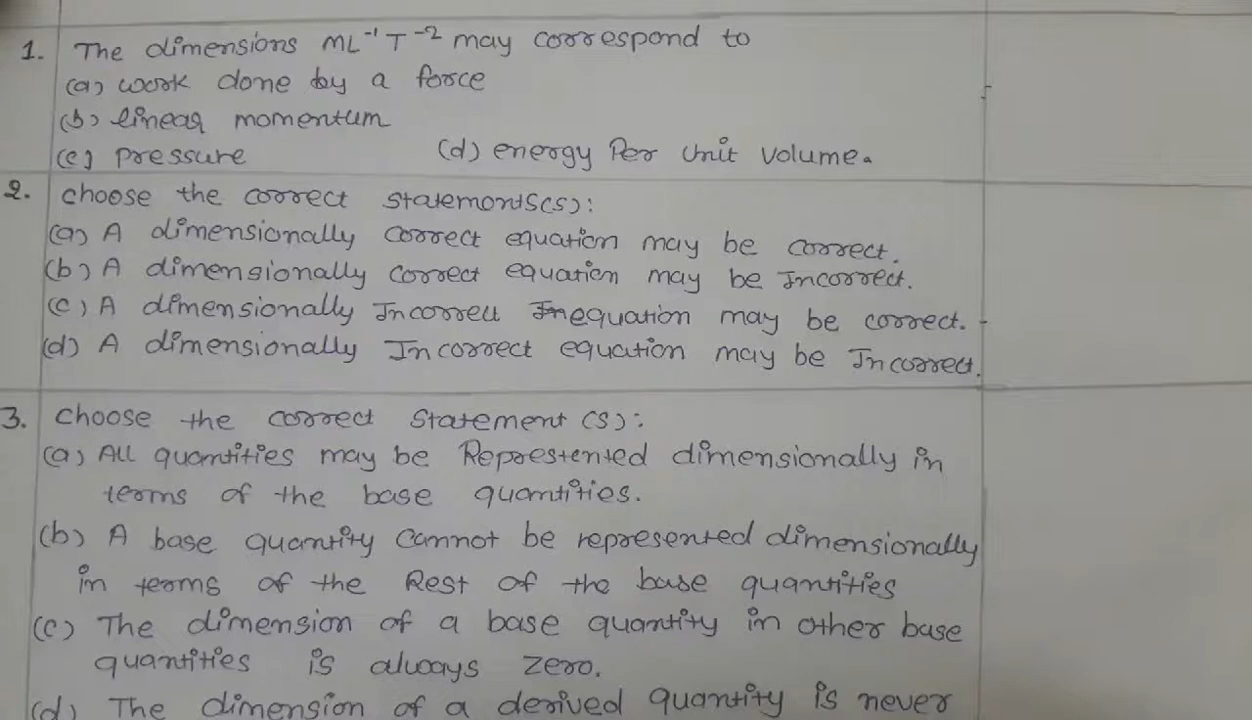 1. The dimensions ML⁻¹T⁻² may correspond to
(a) work done by a force
(b) linear momentum
(c) pressure (d) energy Per Unit volume.
2. choose the correct statemont(s):
(a) A dimensionally correct equation may be correct.
(b) A dimensionally correct equation may be Incorrect.
(c) A dimensionally Incorrect equation may be correct.
(d) A dimensionally Incorrect equation may be Incorrect.
3. choose the correct Statement (s):
(a) All quantities may be Represtented dimensionally in
terms of the base quantities.
(b) A base quantity cannot be represented dimensionally
in terms of the Rest of the base quantities
(c) The dimension of a base quantity in other base
quantities is always zero.
(d) The dimension of a derived quantity is never